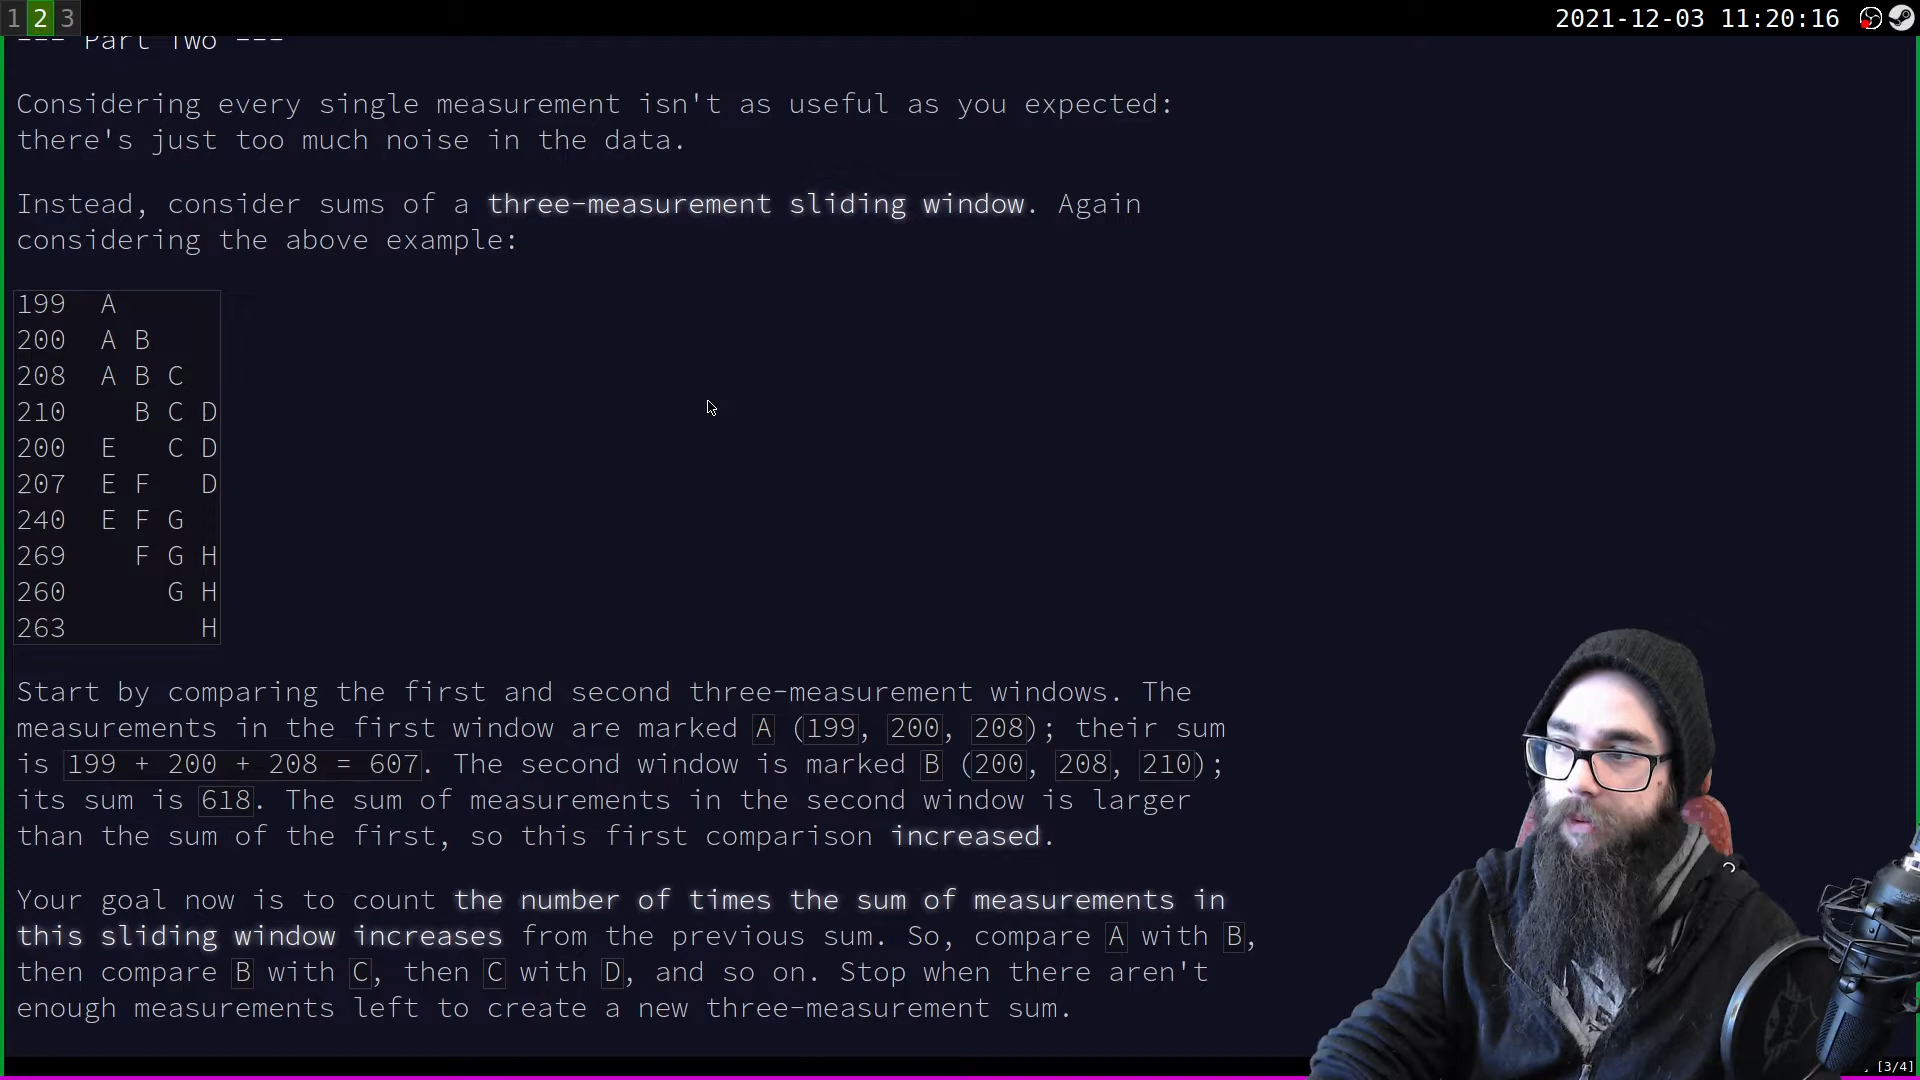 1 2 3 2021-12-03 11:20:16
--- Part Two ---
Considering every single measurement isn't as useful as you expected:
there's just too much noise in the data.
Instead, consider sums of a three-measurement sliding window. Again
considering the above example:
199 A
200 A B
208 A B C
210 B C D
200 E C D
207 E F D
240 E F G
269 F G H
260 G H
263 H
Start by comparing the first and second three-measurement windows. The
measurements in the first window are marked A (199, 200, 208); their sum
is 199 + 200 + 208 = 607. The second window is marked B (200, 208, 210);
its sum is 618. The sum of measurements in the second window is larger
than the sum of the first, so this first comparison increased.
Your goal now is to count the number of times the sum of measurements in
this sliding window increases from the previous sum. So, compare A with B,
then compare B with C, then C with D, and so on. Stop when there aren't
enough measurements left to create a new three-measurement sum.
[3/4]